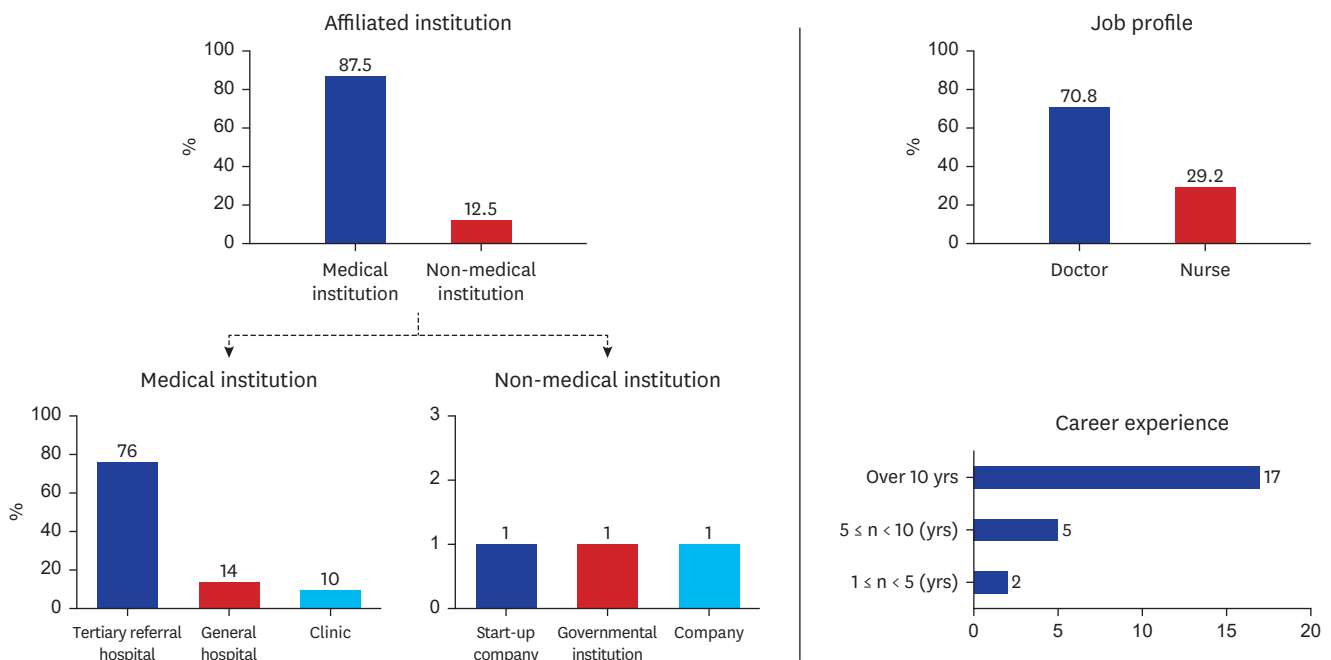 Affiliated institution
100
80
60
40
20
0
%
87.5
12.5
Medical
institution
Non-medical
institution
Medical institution
100
80
60
40
20
0
%
76
14
10
Tertiary referral
hospital
General
hospital
Clinic
Non-medical institution
3
2
1
0
1
1
1
Start-up
company
Governmental
institution
Company
Job profile
100
80
60
40
20
0
%
70.8
29.2
Doctor
Nurse
Career experience
Over 10 yrs
17
5 ≤ n < 10 (yrs)
5
1 ≤ n < 5 (yrs)
2
0
5
10
15
20